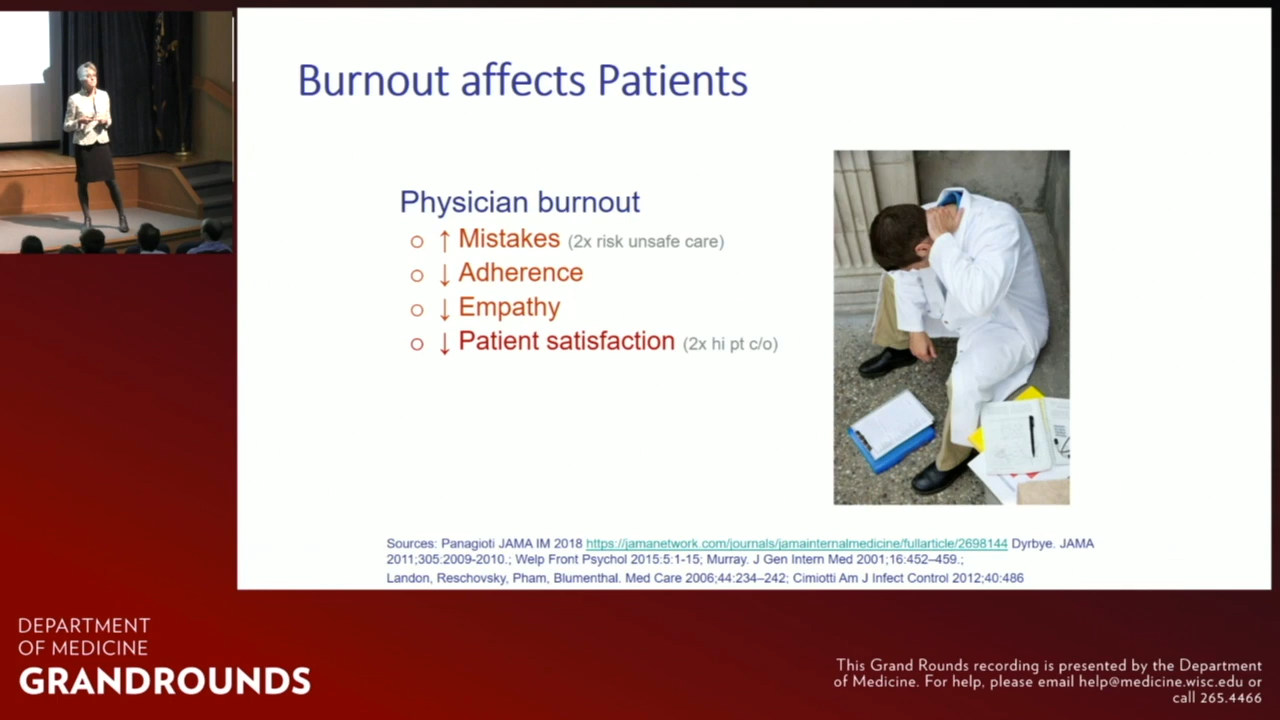 Burnout affects Patients
Physician burnout
o ↑ Mistakes (2x risk unsafe care)
o ↓ Adherence
o ↓ Empathy
o ↓ Patient satisfaction (2x hi pt c/o)
Sources: Panagioti JAMA IM 2018 https://jamanetwork.com/journals/jamainternalmedicine/fullarticle/2698144 Dyrbye. JAMA
2011;305:2009-2010.; Welp Front Psychol 2015:5:1-15; Murray. J Gen Intern Med 2001;16:452–459.;
Landon, Reschovsky, Pham, Blumenthal. Med Care 2006;44:234–242; Cimiotti Am J Infect Control 2012;40:486
DEPARTMENT
OF MEDICINE
GRANDROUNDS
This Grand Rounds recording is presented by the Department
of Medicine. For help, please email help@medicine.wisc.edu or
call 265.4466